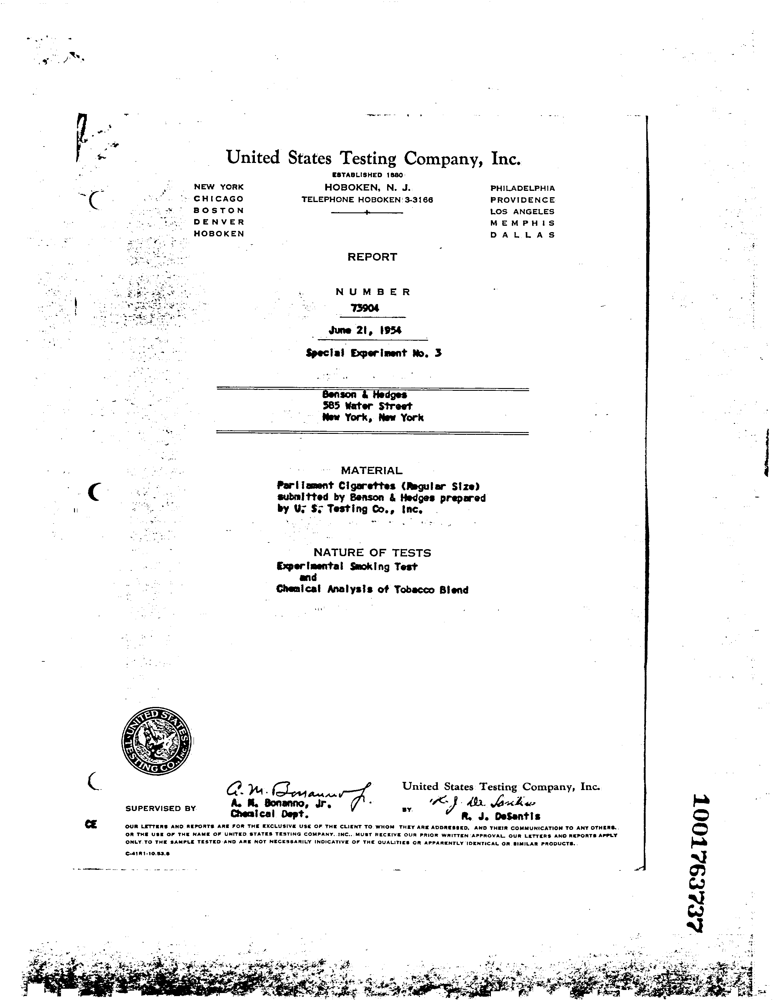 United States Testing Company, Inc.
ESTABLISHED 1880
NEW YORK HOBOKEN, N. J. PHILADELPHIA
CHICAGO TELEPHONE HOBOKEN 3-3166 PROVIDENCE
BOSTON LOS ANGELES
DENVER MEMPHIS
HOBOKEN DALLAS
REPORT
NUMBER
73904
June 21, 1954
Special Experiment No. 3
Benson & Hedges
585 Water Street
New York, New York
MATERIAL
Parliament Cigarettes (Regular Size)
submitted by Benson & Hedges prepared
by U. S. Testing Co., Inc.
NATURE OF TESTS
Experimental Smoking Test
and
Chemical Analysis of Tobacco Blend
UNITED STATES
TESTING CO. Inc.
A. M. Bonanno Jr. United States Testing Company, Inc.
SUPERVISED BY A. M. Bonanno, Jr. BY R. J. De Santis
Chemical Dept. R. J. DeSantis
CE
OUR LETTERS AND REPORTS ARE FOR THE EXCLUSIVE USE OF THE CLIENT TO WHOM THEY ARE ADDRESSED, AND THEIR COMMUNICATION TO ANY OTHERS,
OR THE USE OF THE NAME OF UNITED STATES TESTING COMPANY, INC., MUST RECEIVE OUR PRIOR WRITTEN APPROVAL. OUR LETTERS AND REPORTS APPLY
ONLY TO THE SAMPLE TESTED AND ARE NOT NECESSARILY INDICATIVE OF THE QUALITIES OR APPARENTLY IDENTICAL OR SIMILAR PRODUCTS.
C-41R1-10.53.5
1001763737